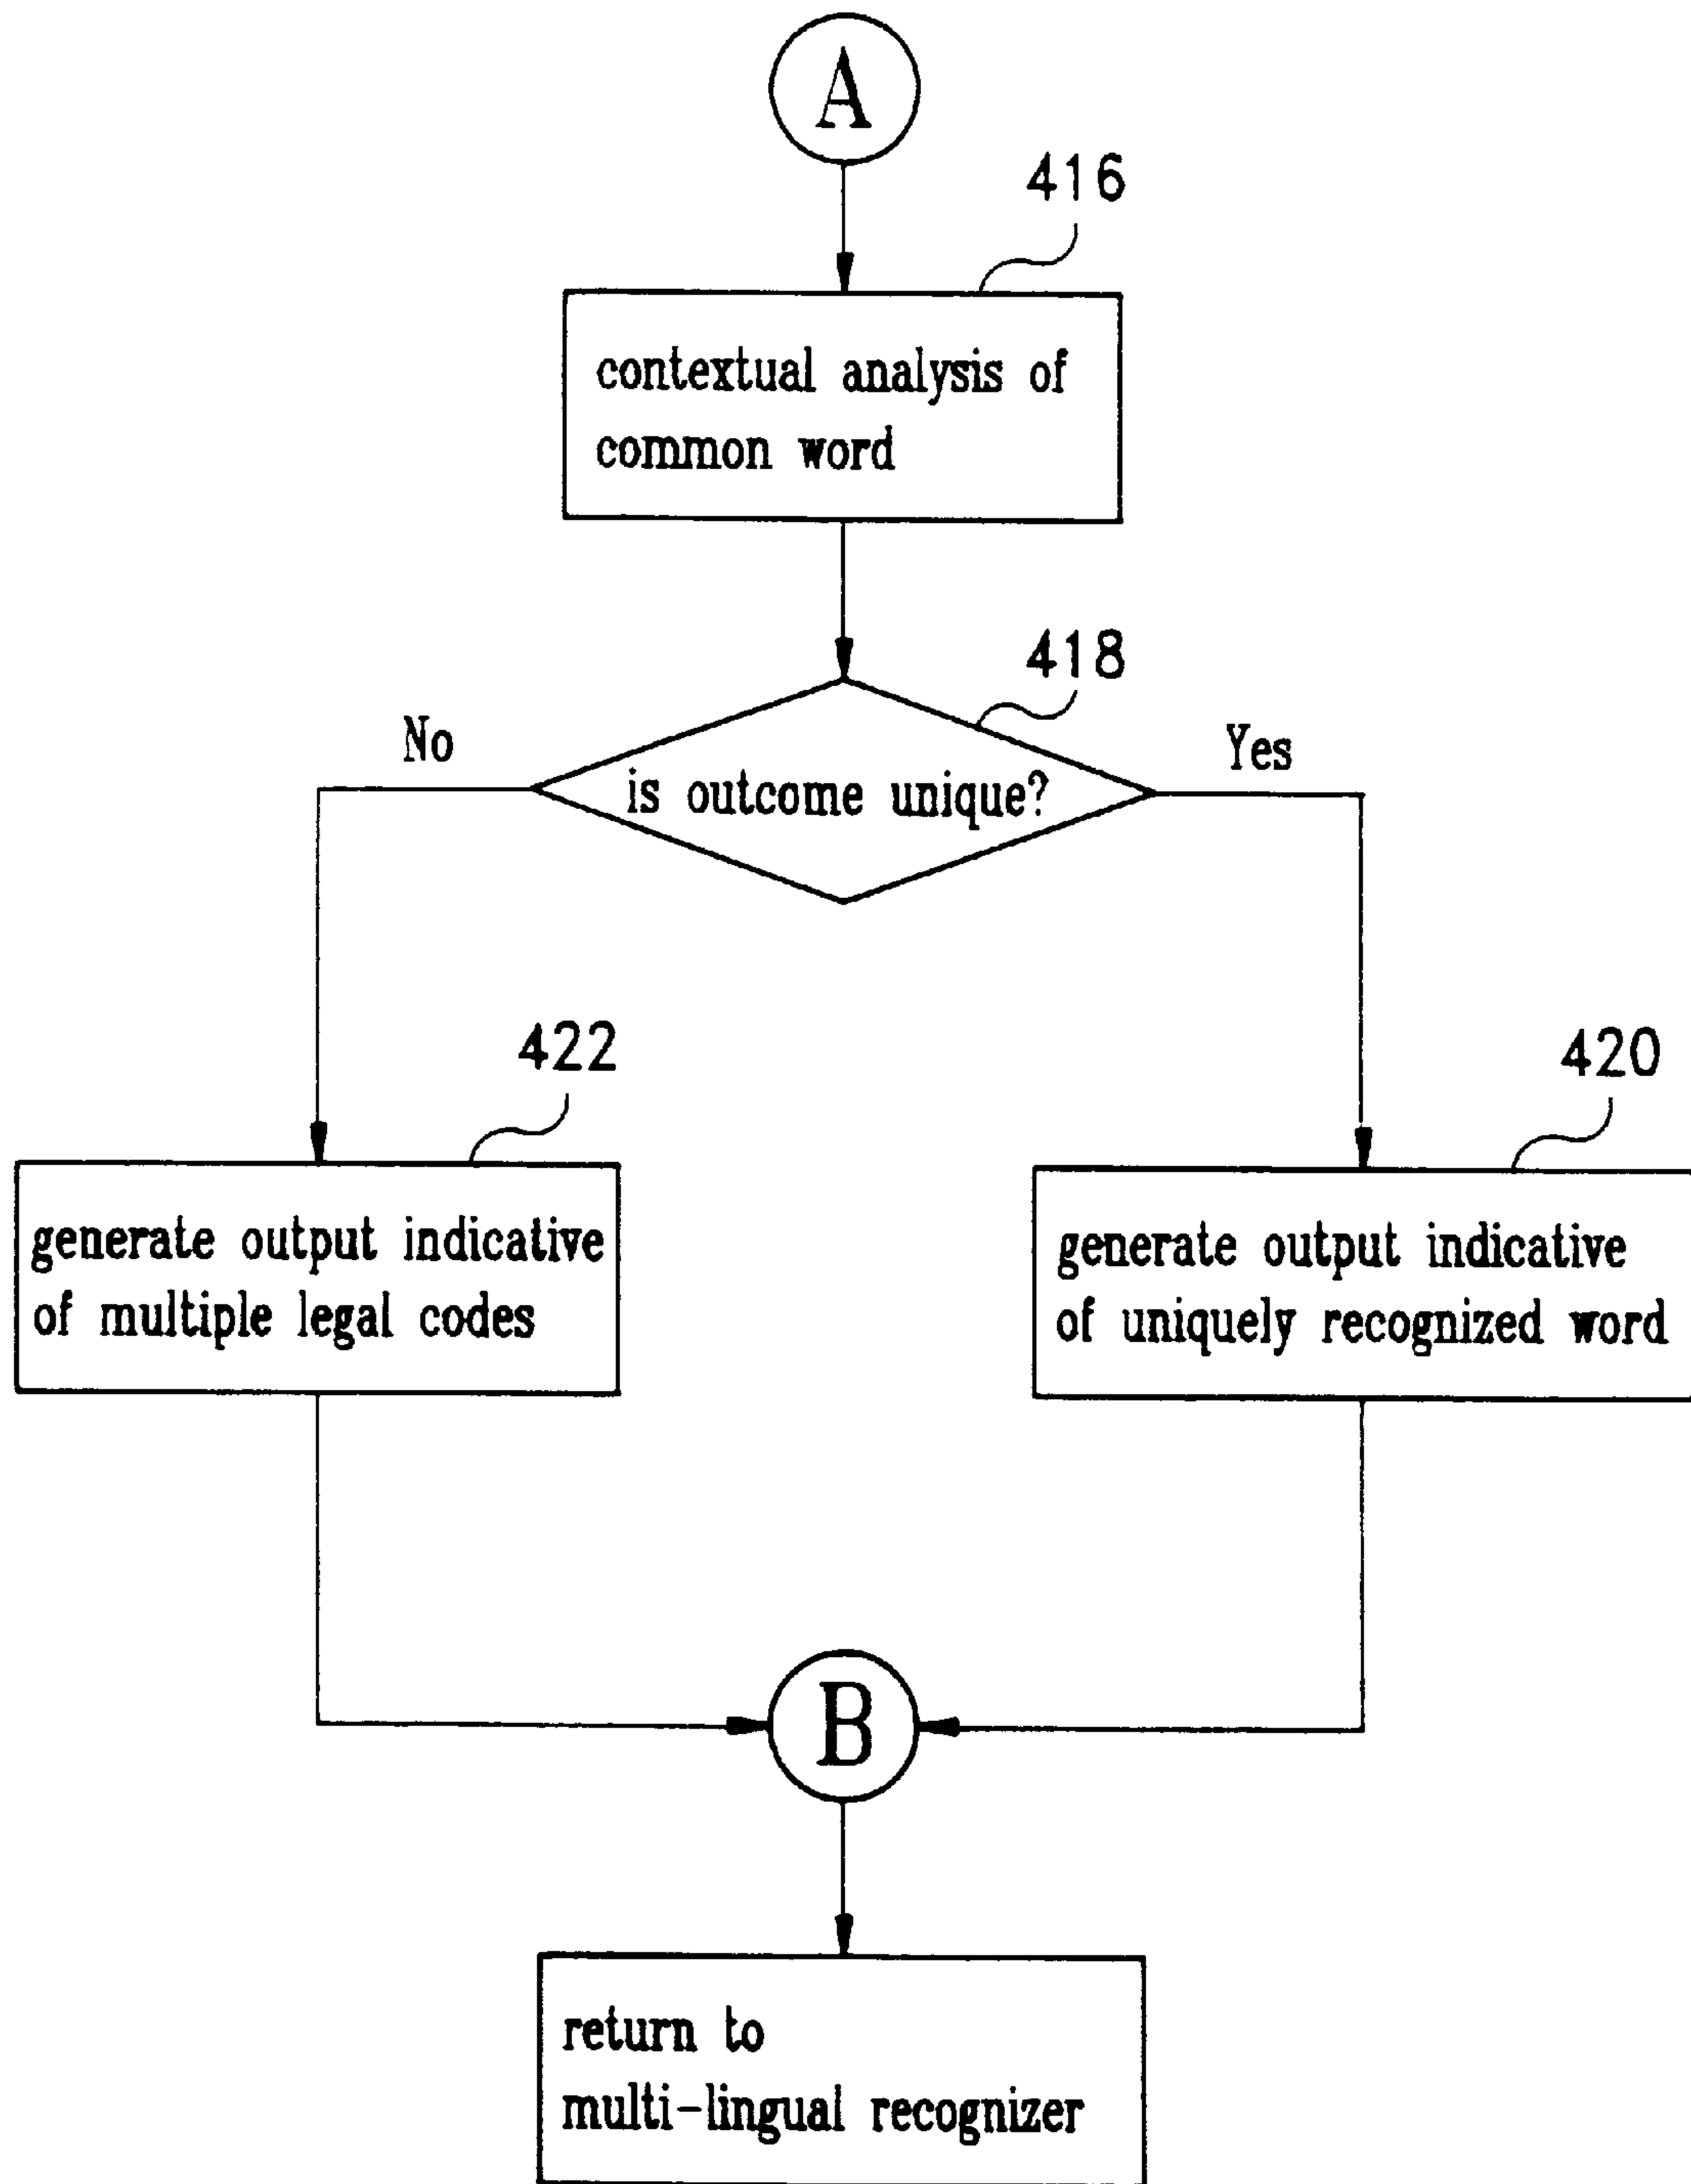 A
416
contextual analysis of
common word
418
No
Yes
is outcome unique?
422
420
generate output indicative
of multiple legal codes
generate output indicative
of uniquely recognized word
B
return to
multi-lingual recognizer